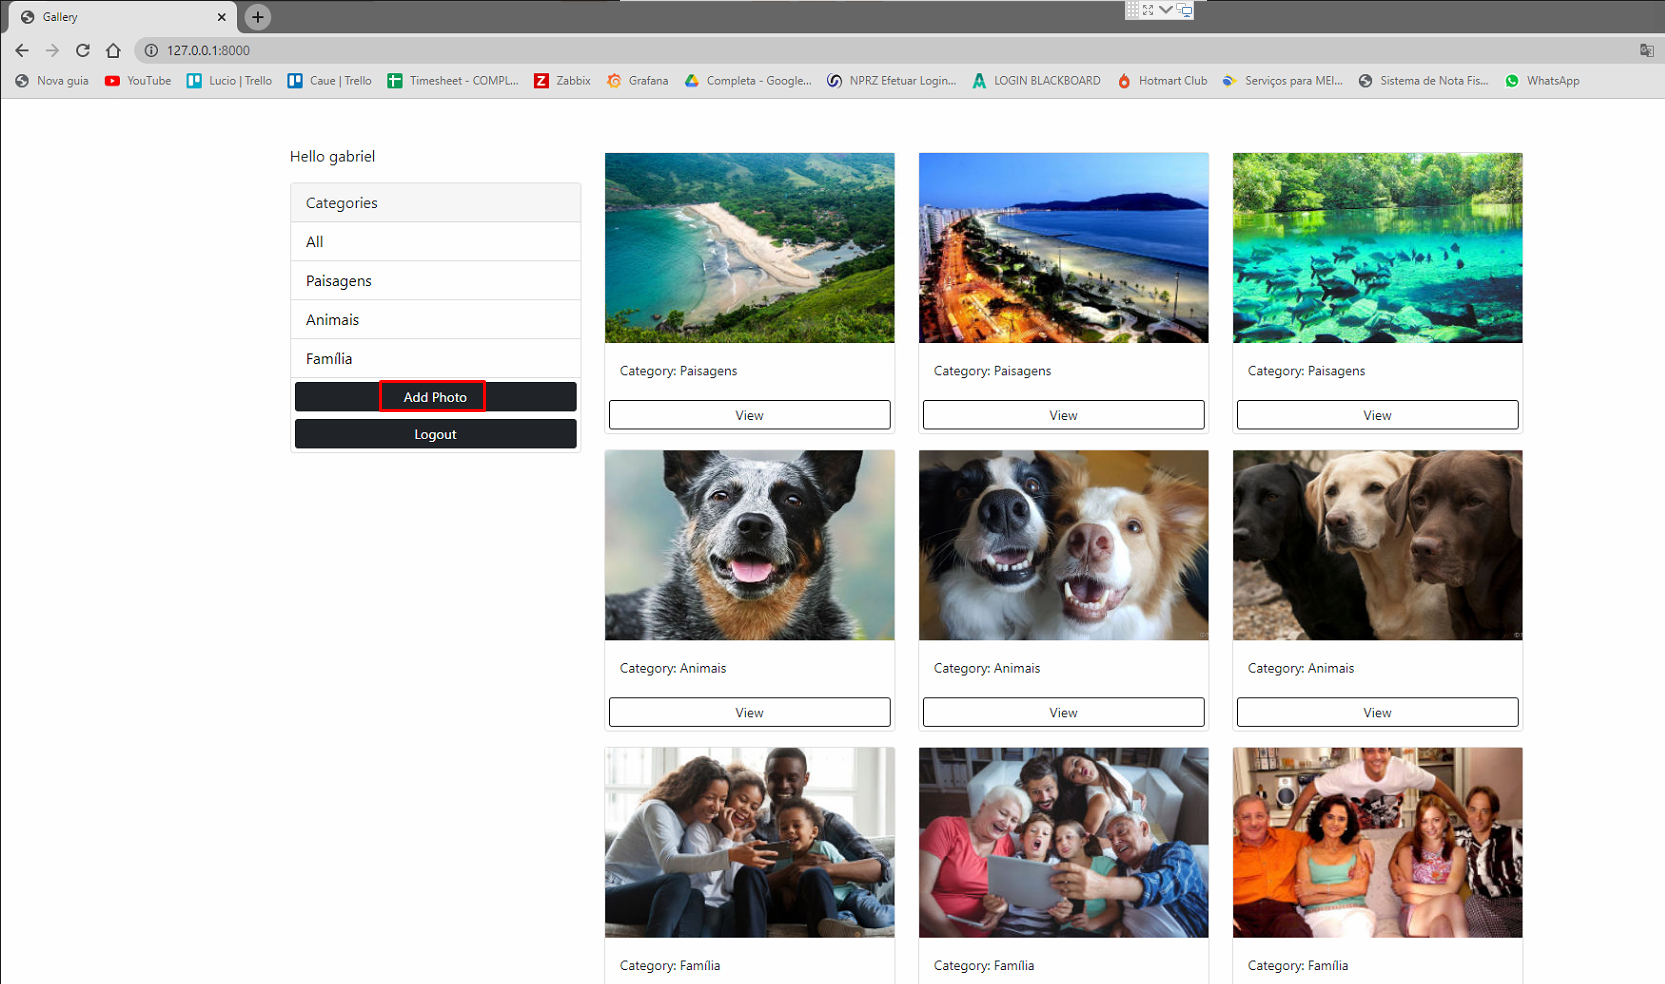 Gallery
127.0.0.1:8000
Nova guia YouTube Lucio | Trello Caue | Trello Timesheet - COMPL... Zabbix Grafana Completa - Google... NPRZ Efetuar Login... LOGIN BLACKBOARD Hotmart Club Serviços para MEI... Sistema de Nota Fis... WhatsApp
Hello gabriel
Categories
All
Paisagens
Animais
Família
Add Photo
Logout
Category: Paisagens
View
Category: Paisagens
View
Category: Paisagens
View
Category: Animais
View
Category: Animais
View
Category: Animais
View
Category: Família
Category: Família
Category: Família